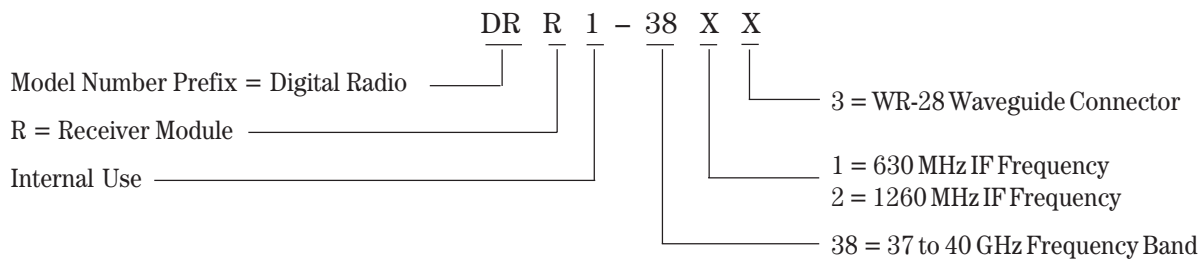 DR R 1 – 38 X X
Model Number Prefix = Digital Radio
R = Receiver Module
Internal Use
3 = WR-28 Waveguide Connector
1 = 630 MHz IF Frequency
2 = 1260 MHz IF Frequency
38 = 37 to 40 GHz Frequency Band